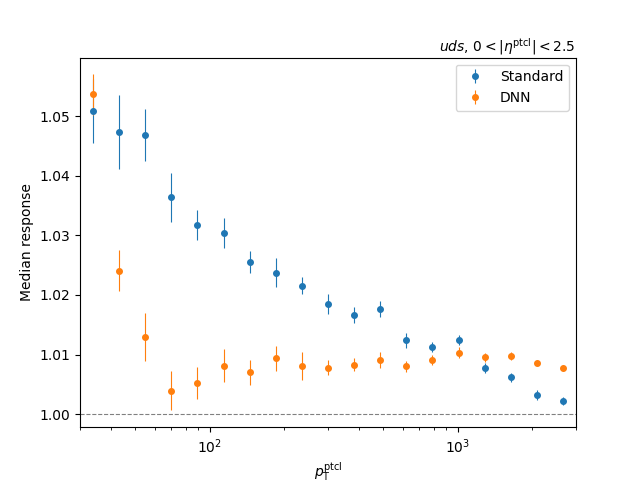 uds, 0 < |η^ptcl| < 2.5
Standard
DNN
Median response
1.05
1.04
1.03
1.02
1.01
1.00
10^2
10^3
p_T^ptcl